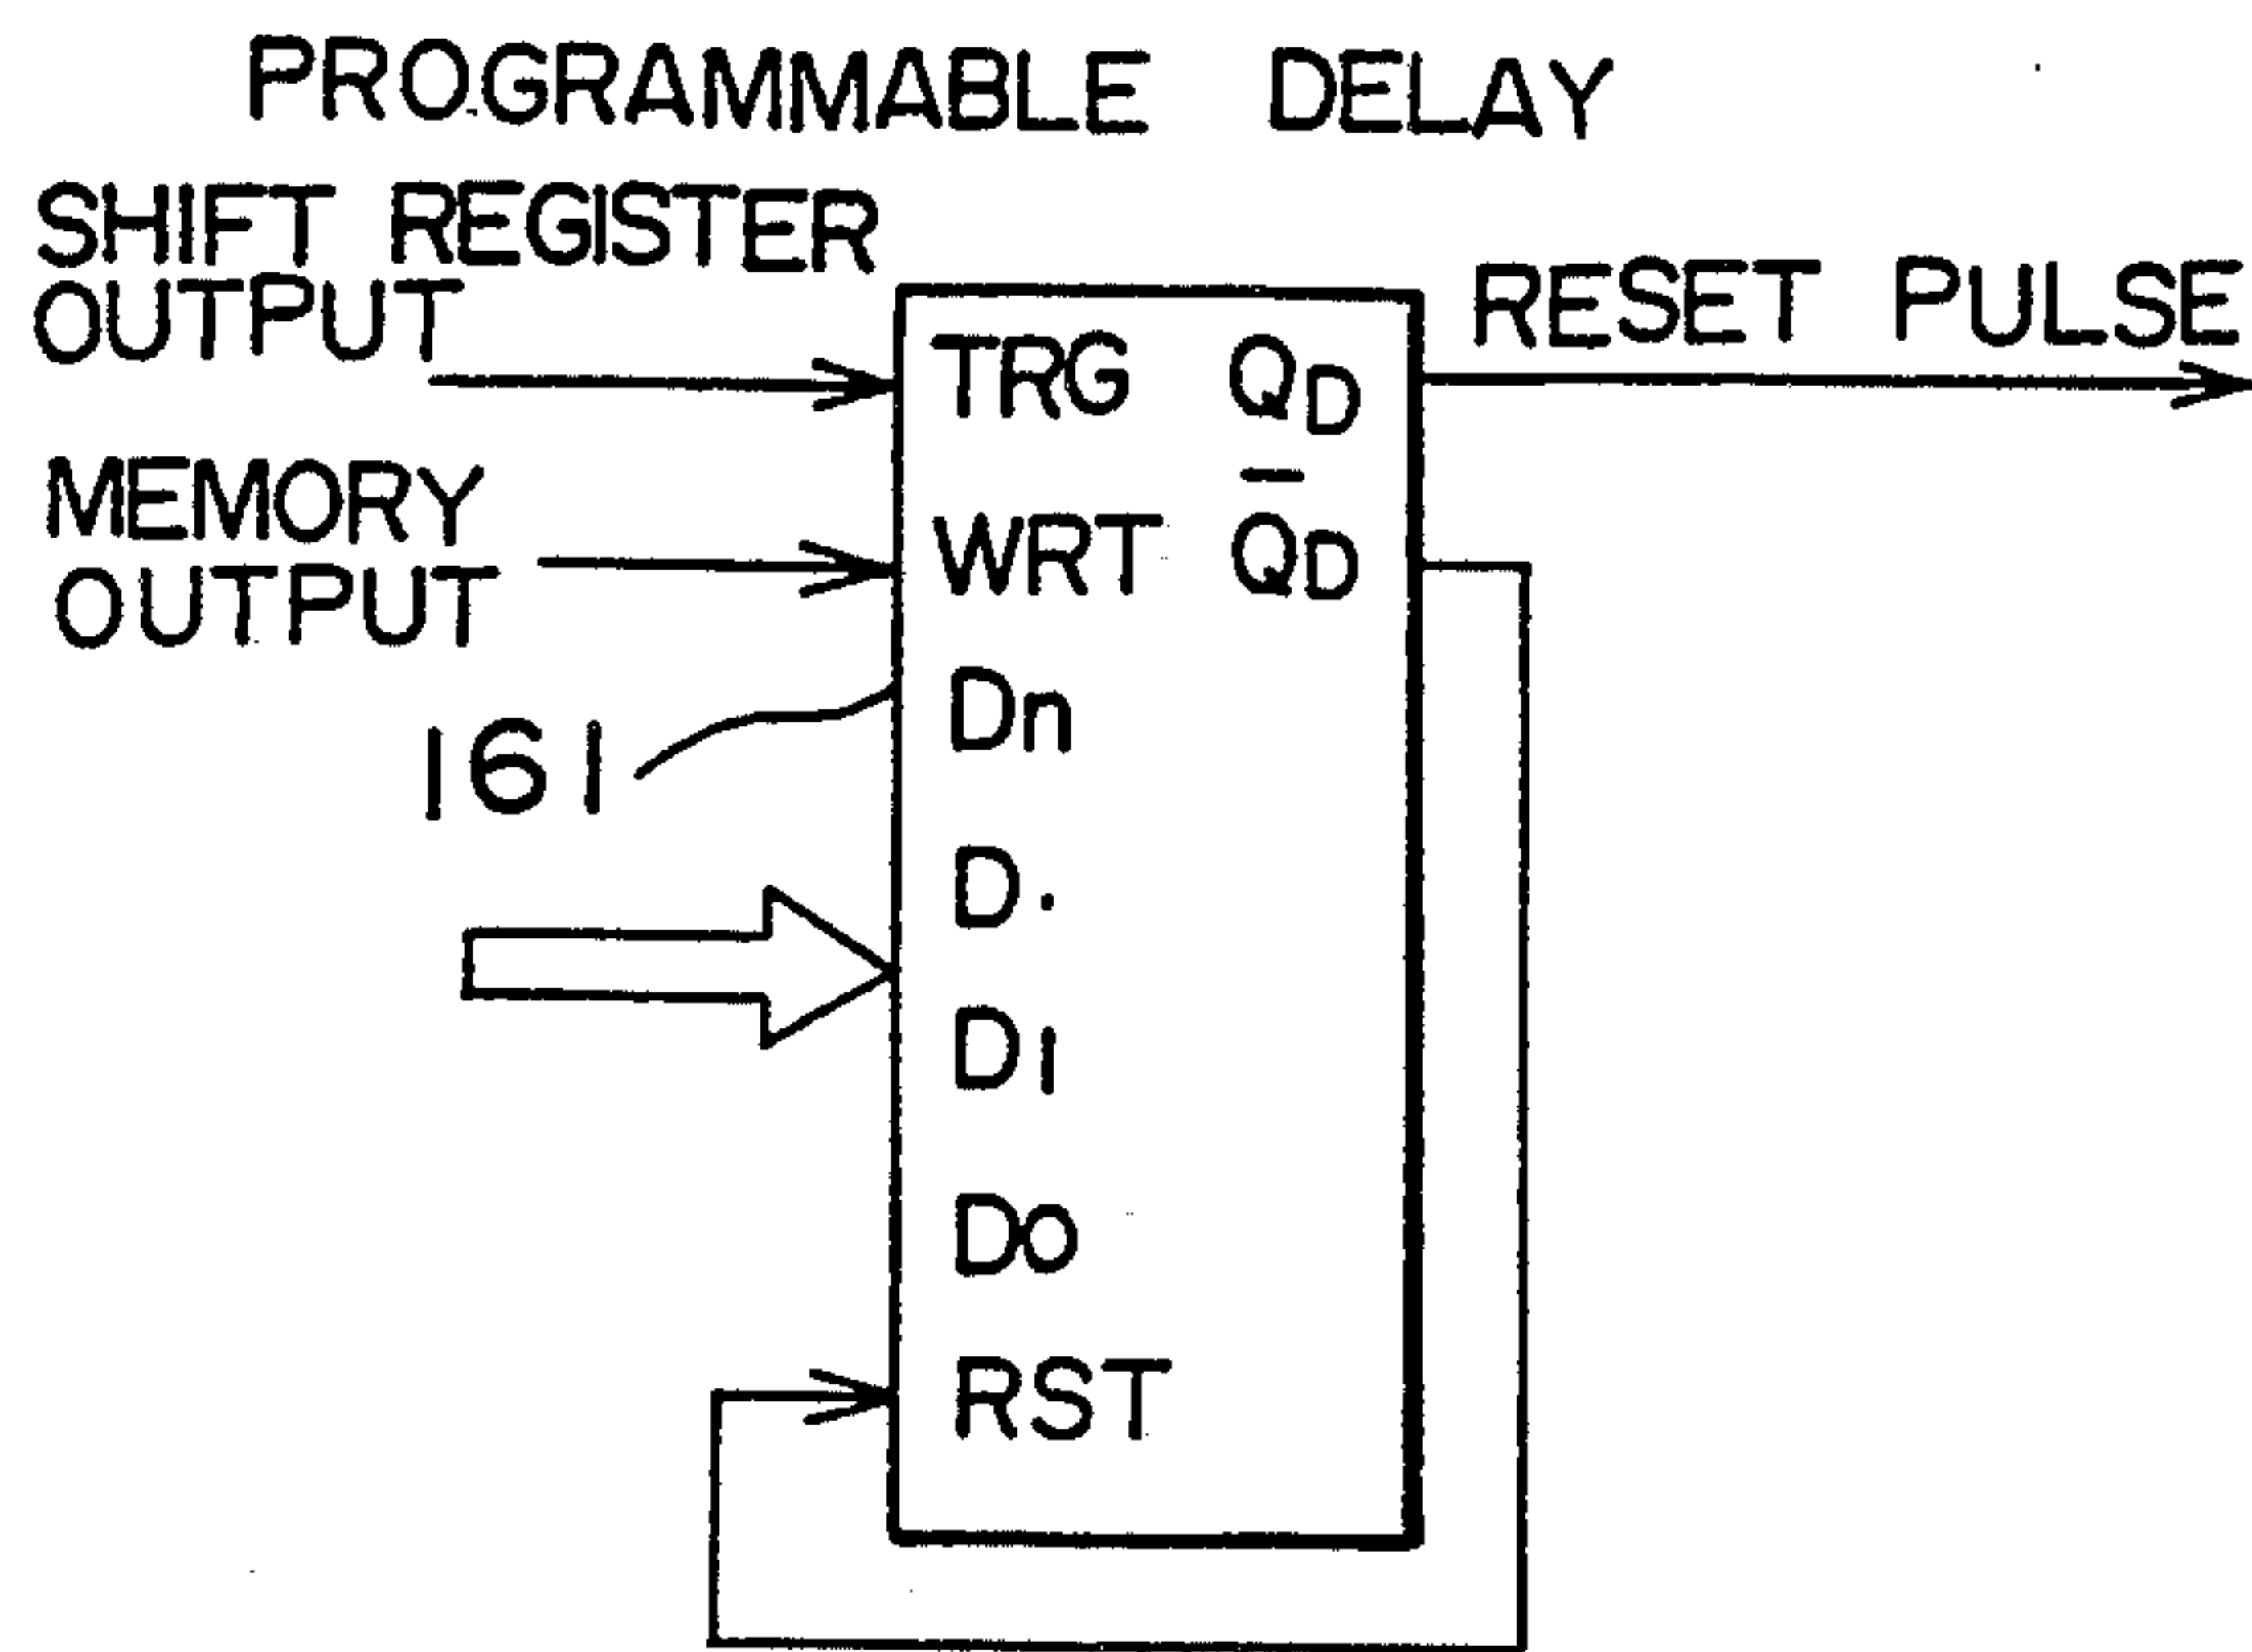 PROGRAMMABLE DELAY
SHIFT REGISTER
OUTPUT
RESET PULSE
TRG QD
MEMORY
OUTPUT
WRT Q̅D
Dn
161
D.
D1
D0
RST